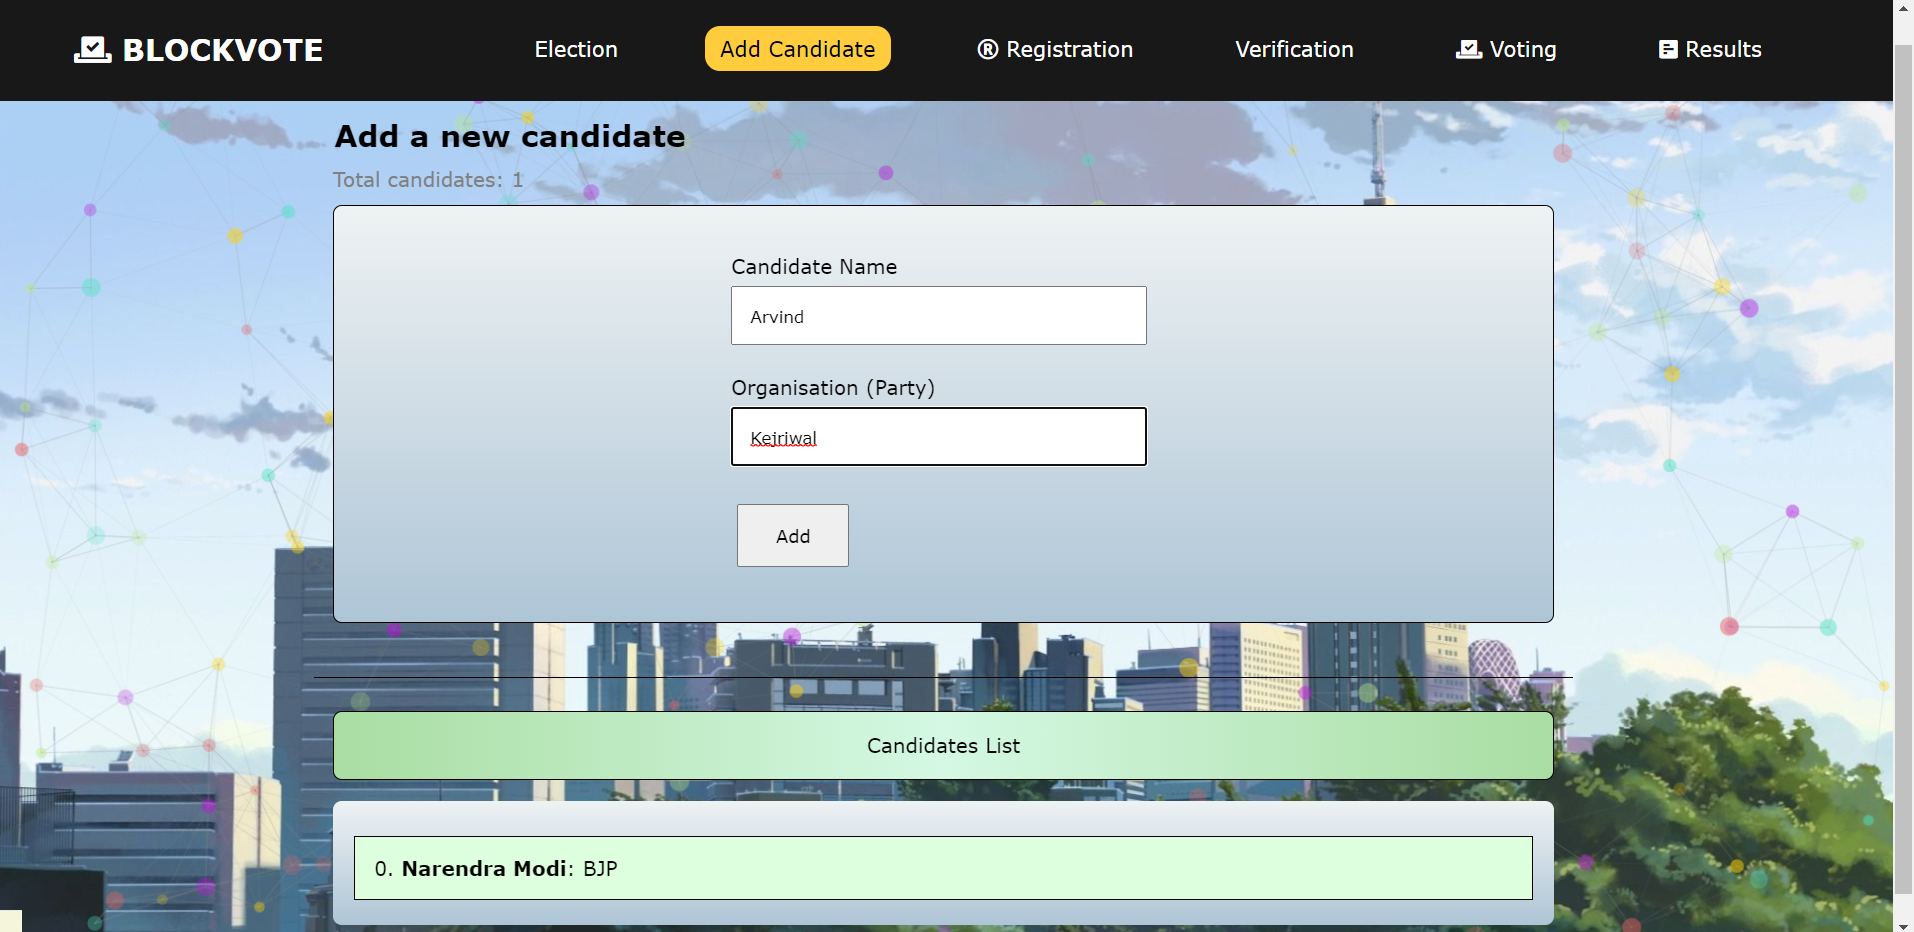 BLOCKVOTE Election Add Candidate ® Registration Verification Voting Results
Add a new candidate
Total candidates: 1
Candidate Name
Arvind
Organisation (Party)
Kejriwal
Add
Candidates List
0. Narendra Modi: BJP